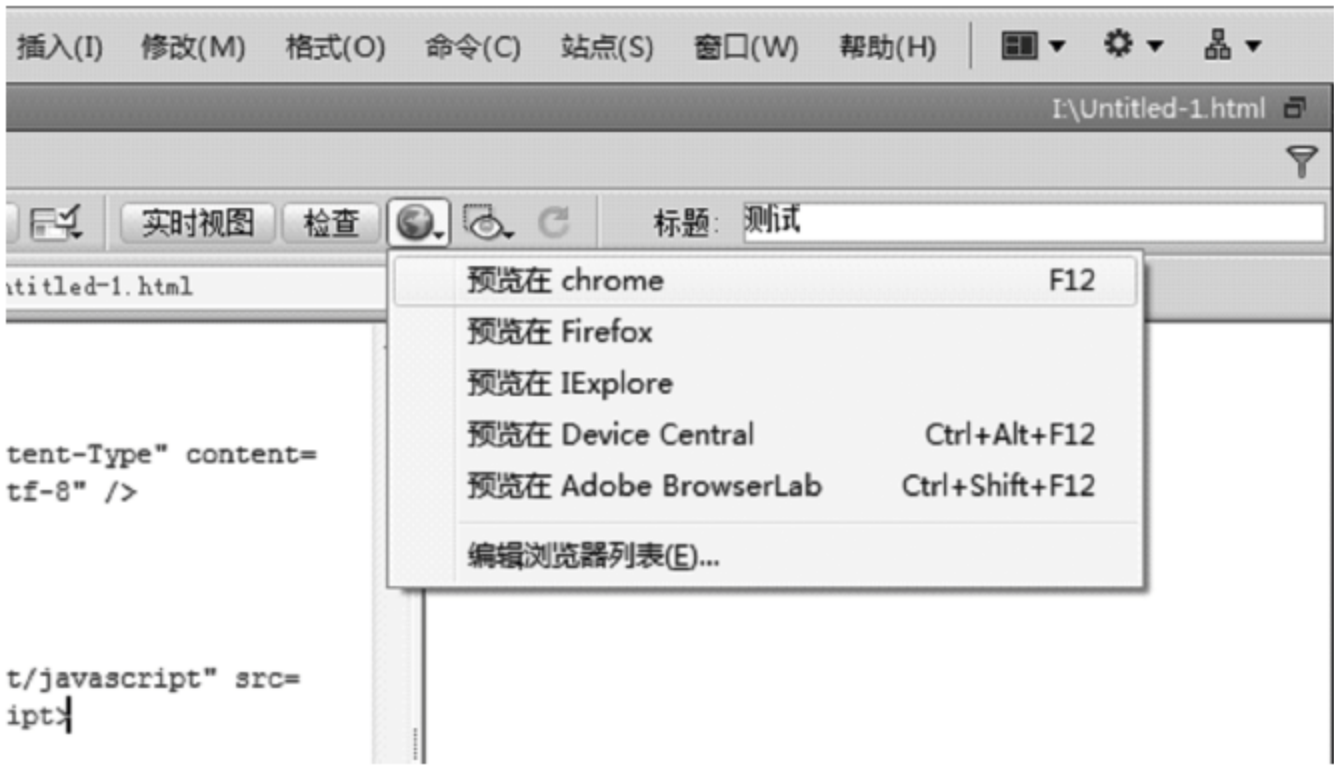 插入(I) 修改(M) 格式(O) 命令(C) 站点(S) 窗口(W) 帮助(H)
I:\Untitled-1.html
实时视图 检查 标题: 测试
ntitled-1.html
预览在 chrome F12
预览在 Firefox
预览在 IExplore
预览在 Device Central Ctrl+Alt+F12
预览在 Adobe BrowserLab Ctrl+Shift+F12
编辑浏览器列表(E)...
tent-Type" content=
tf-8" />
t/javascript" src=
ipt>